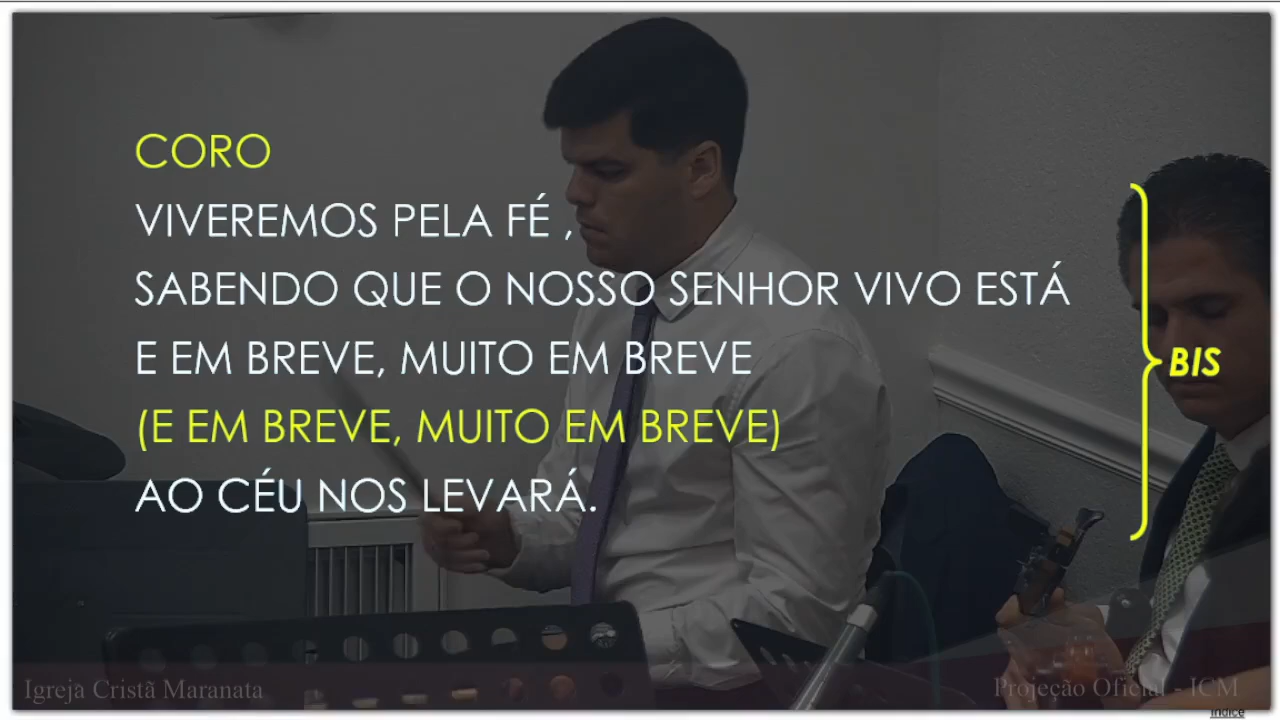 CORO
VIVEREMOS PELA FÉ ,
SABENDO QUE O NOSSO SENHOR VIVO ESTÁ
E EM BREVE, MUITO EM BREVE
BIS
(E EM BREVE, MUITO EM BREVE)
AO CÉU NOS LEVARÁ.
Igreja Cristã Maranata
Projeção Oficial - ICM
Índice